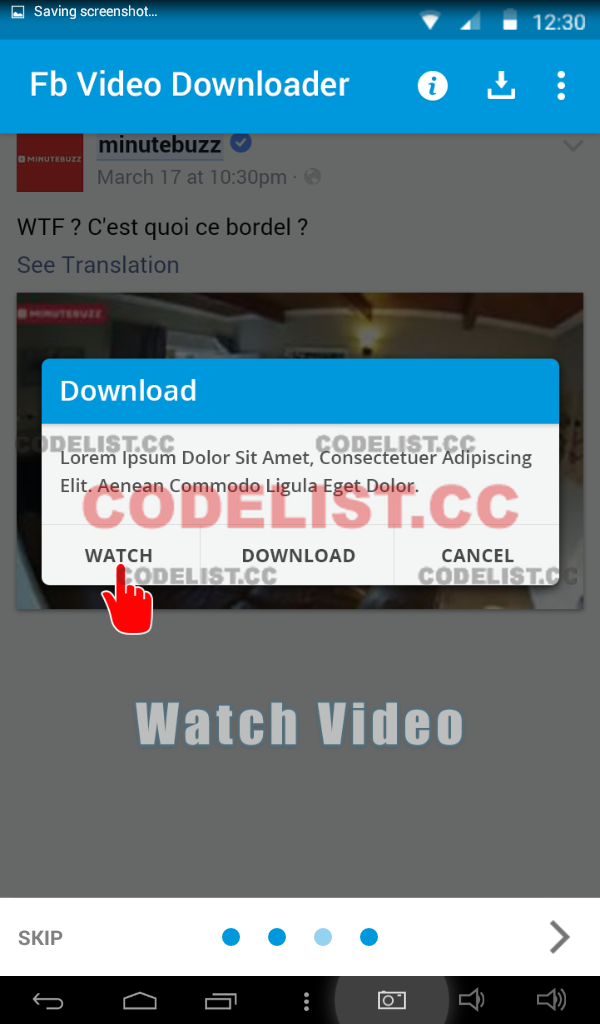 Saving screenshot...
12:30
Fb Video Downloader
MINUTEBUZZ
minutebuzz
March 17 at 10:30pm ·
WTF ? C'est quoi ce bordel ?
See Translation
MINUTEBUZZ
Download
CODELIST.CC CODELIST.CC
Lorem Ipsum Dolor Sit Amet, Consectetuer Adipiscing
Elit. Aenean Commodo Ligula Eget Dolor.
CODELIST.CC
WATCH DOWNLOAD CANCEL
CODELIST.CC CODELIST.CC
Watch Video
SKIP